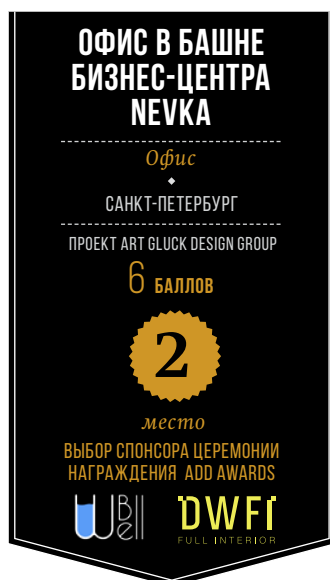 ОФИС В БАШНЕ
БИЗНЕС-ЦЕНТРА
NEVKA
Офис
САНКТ-ПЕТЕРБУРГ
ПРОЕКТ ART GLUCK DESIGN GROUP
6 БАЛЛОВ
2
место
ВЫБОР СПОНСОРА ЦЕРЕМОНИИ
НАГРАЖДЕНИЯ ADD AWARDS
UBell
DWFI
FULL INTERIOR